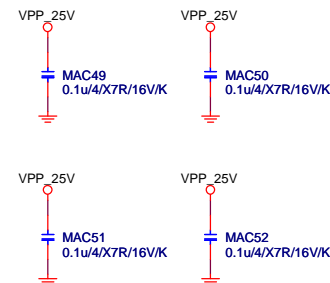 VPP_25V VPP_25V
MAC49 MAC50
0.1u/4/X7R/16V/K 0.1u/4/X7R/16V/K
VPP_25V VPP_25V
MAC51 MAC52
0.1u/4/X7R/16V/K 0.1u/4/X7R/16V/K